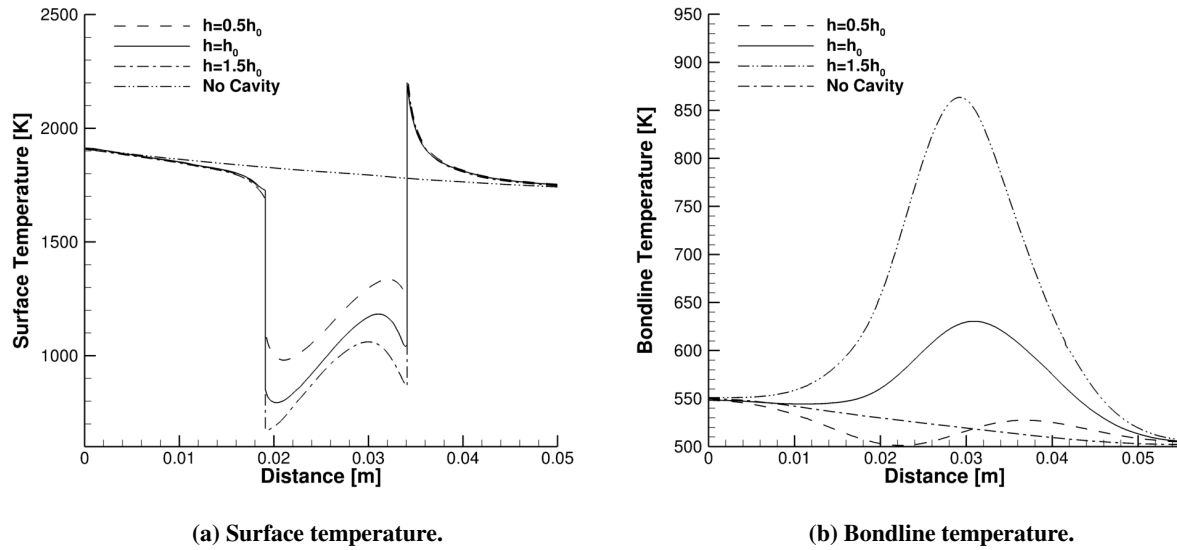 2500
2000
1500
1000
Surface Temperature [K]
h=0.5h₀
h=h₀
h=1.5h₀
No Cavity
0 0.01 0.02 0.03 0.04 0.05
Distance [m]
(a) Surface temperature.
950
900
850
800
750
700
650
600
550
500
Bondline Temperature [K]
h=0.5h₀
h=h₀
h=1.5h₀
No Cavity
0 0.01 0.02 0.03 0.04 0.05
Distance [m]
(b) Bondline temperature.